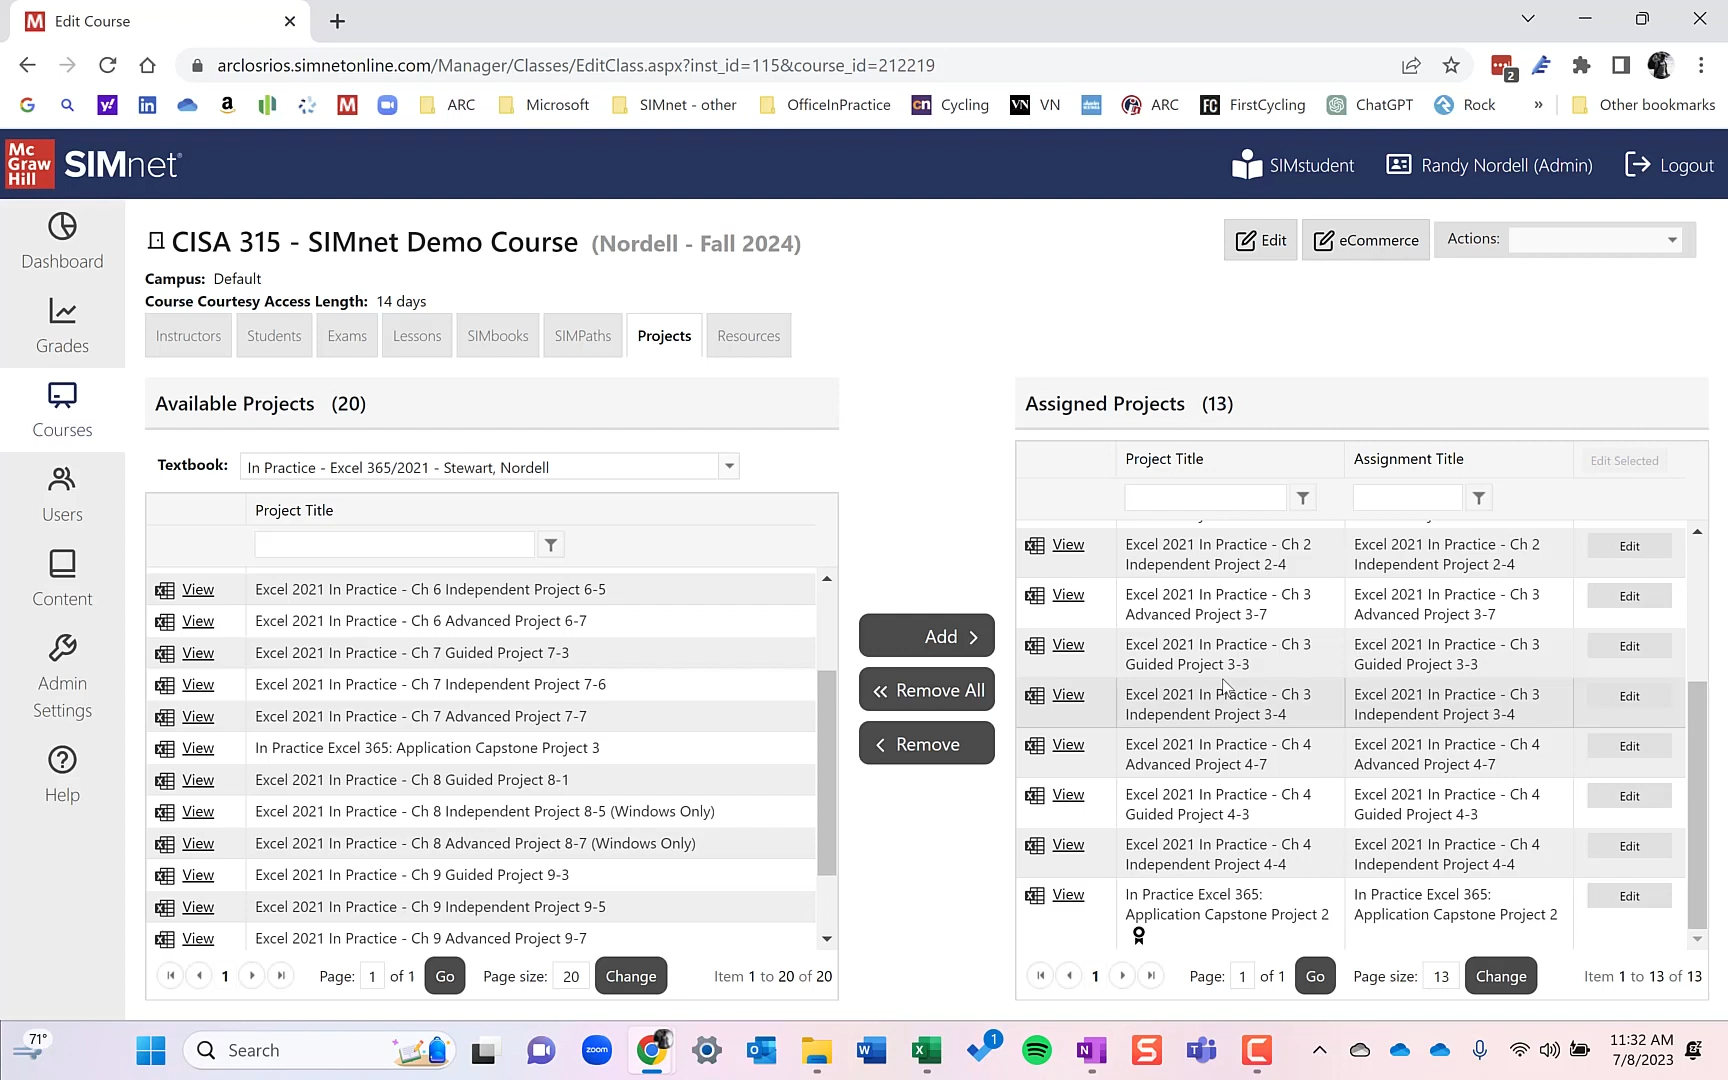 Edit Course
arclosrios.simnetonline.com/Manager/Classes/EditClass.aspx?inst_id=115&course_id=212219
2
ARC
Microsoft
SIMnet - other
OfficeInPractice
Cycling
VN
ARC
FirstCycling
ChatGPT
Rock
»
Other bookmarks
Mc Graw Hill
SIMnet
SIMstudent
Randy Nordell (Admin)
Logout
Dashboard
Grades
Courses
Users
Content
Admin Settings
Help
CISA 315 - SIMnet Demo Course (Nordell - Fall 2024)
Edit
eCommerce
Actions:
Campus: Default
Course Courtesy Access Length: 14 days
Instructors
Students
Exams
Lessons
SIMbooks
SIMPaths
Projects
Resources
Available Projects (20)
Textbook: In Practice - Excel 365/2021 - Stewart, Nordell
Project Title
View Excel 2021 In Practice - Ch 6 Independent Project 6-5
View Excel 2021 In Practice - Ch 6 Advanced Project 6-7
View Excel 2021 In Practice - Ch 7 Guided Project 7-3
View Excel 2021 In Practice - Ch 7 Independent Project 7-6
View Excel 2021 In Practice - Ch 7 Advanced Project 7-7
View In Practice Excel 365: Application Capstone Project 3
View Excel 2021 In Practice - Ch 8 Guided Project 8-1
View Excel 2021 In Practice - Ch 8 Independent Project 8-5 (Windows Only)
View Excel 2021 In Practice - Ch 8 Advanced Project 8-7 (Windows Only)
View Excel 2021 In Practice - Ch 9 Guided Project 9-3
View Excel 2021 In Practice - Ch 9 Independent Project 9-5
View Excel 2021 In Practice - Ch 9 Advanced Project 9-7
1 Page: 1 of 1 Go Page size: 20 Change Item 1 to 20 of 20
Add
Remove All
Remove
Assigned Projects (13)
Project Title Assignment Title Edit Selected
View Excel 2021 In Practice - Ch 2 Excel 2021 In Practice - Ch 2 Edit
Independent Project 2-4 Independent Project 2-4
View Excel 2021 In Practice - Ch 3 Excel 2021 In Practice - Ch 3 Edit
Advanced Project 3-7 Advanced Project 3-7
View Excel 2021 In Practice - Ch 3 Excel 2021 In Practice - Ch 3 Edit
Guided Project 3-3 Guided Project 3-3
View Excel 2021 In Practice - Ch 3 Excel 2021 In Practice - Ch 3 Edit
Independent Project 3-4 Independent Project 3-4
View Excel 2021 In Practice - Ch 4 Excel 2021 In Practice - Ch 4 Edit
Advanced Project 4-7 Advanced Project 4-7
View Excel 2021 In Practice - Ch 4 Excel 2021 In Practice - Ch 4 Edit
Guided Project 4-3 Guided Project 4-3
View Excel 2021 In Practice - Ch 4 Excel 2021 In Practice - Ch 4 Edit
Independent Project 4-4 Independent Project 4-4
View In Practice Excel 365: In Practice Excel 365: Edit
Application Capstone Project 2 Application Capstone Project 2
1 Page: 1 of 1 Go Page size: 13 Change Item 1 to 13 of 13
71°
Search
zoom
1
11:32 AM
7/8/2023